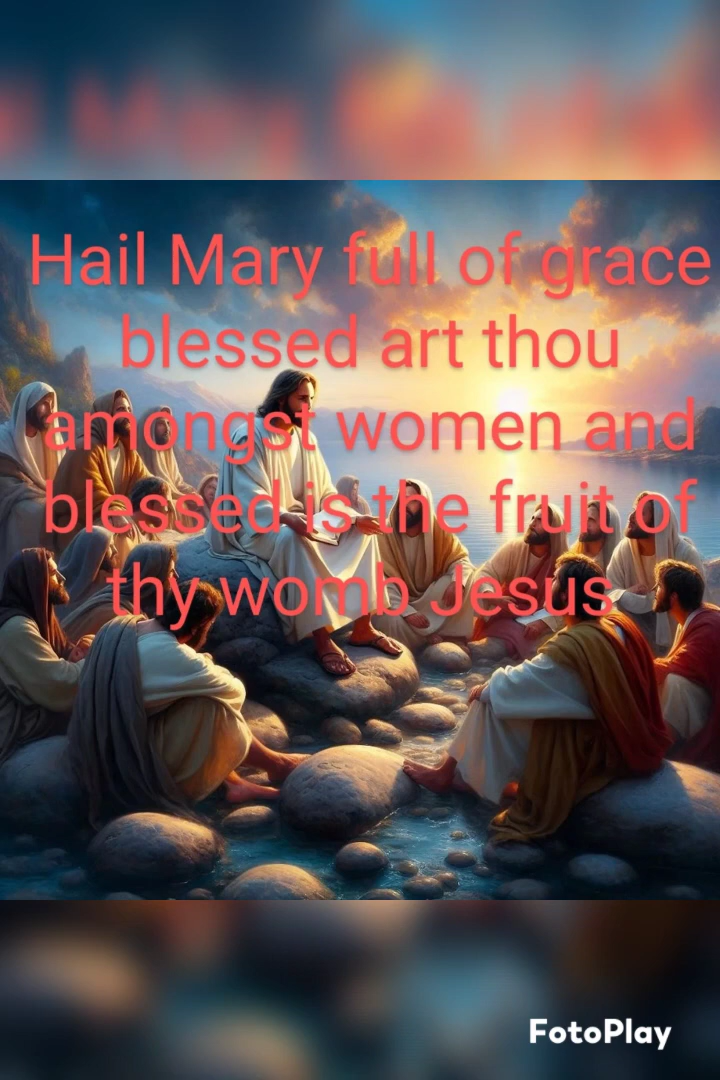 Hail Mary full of grace
blessed art thou
amongst women and
blessed is the fruit of
thy womb Jesus
FotoPlay